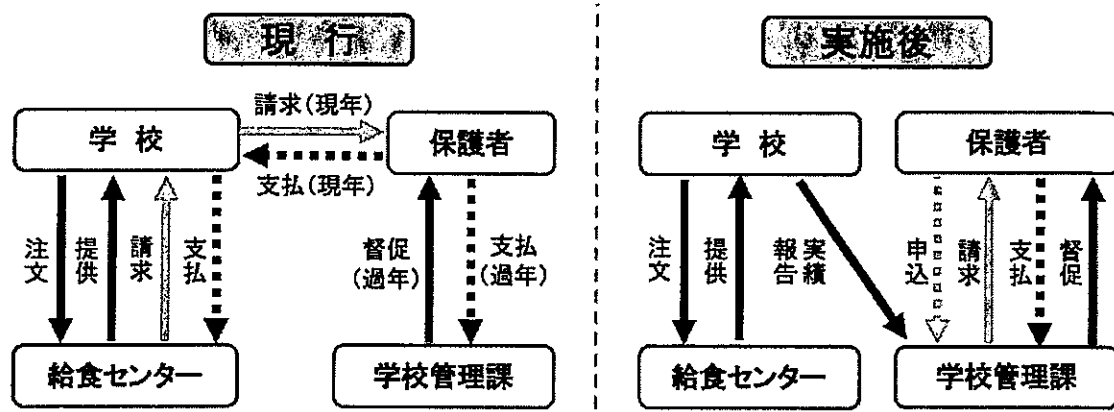 現 行
請求(現年)
学 校
保護者
支払(現年)
注文
提供
請求
支払
督促
(過年)
支払
(過年)
給食センター
学校管理課
実施後
学 校
保護者
注文
提供
実績
報告
申込
請求
支払
督促
給食センター
学校管理課